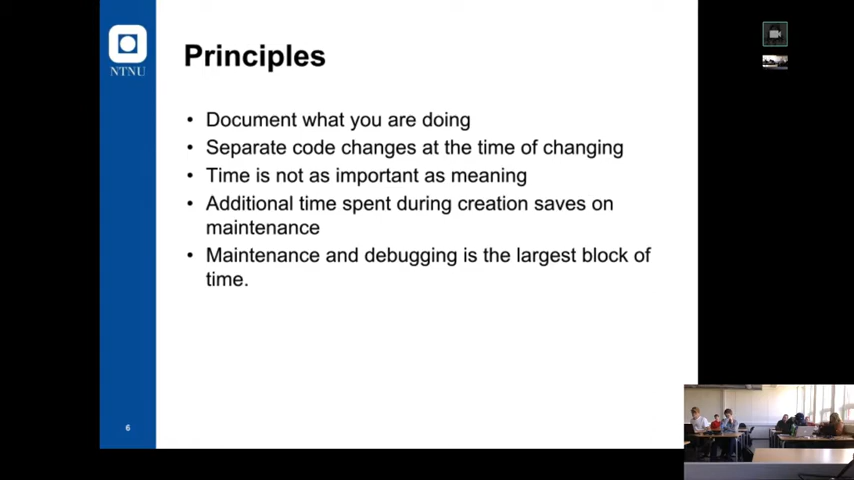 NTNU
Principles
• Document what you are doing
• Separate code changes at the time of changing
• Time is not as important as meaning
• Additional time spent during creation saves on
maintenance
• Maintenance and debugging is the largest block of
time.
6